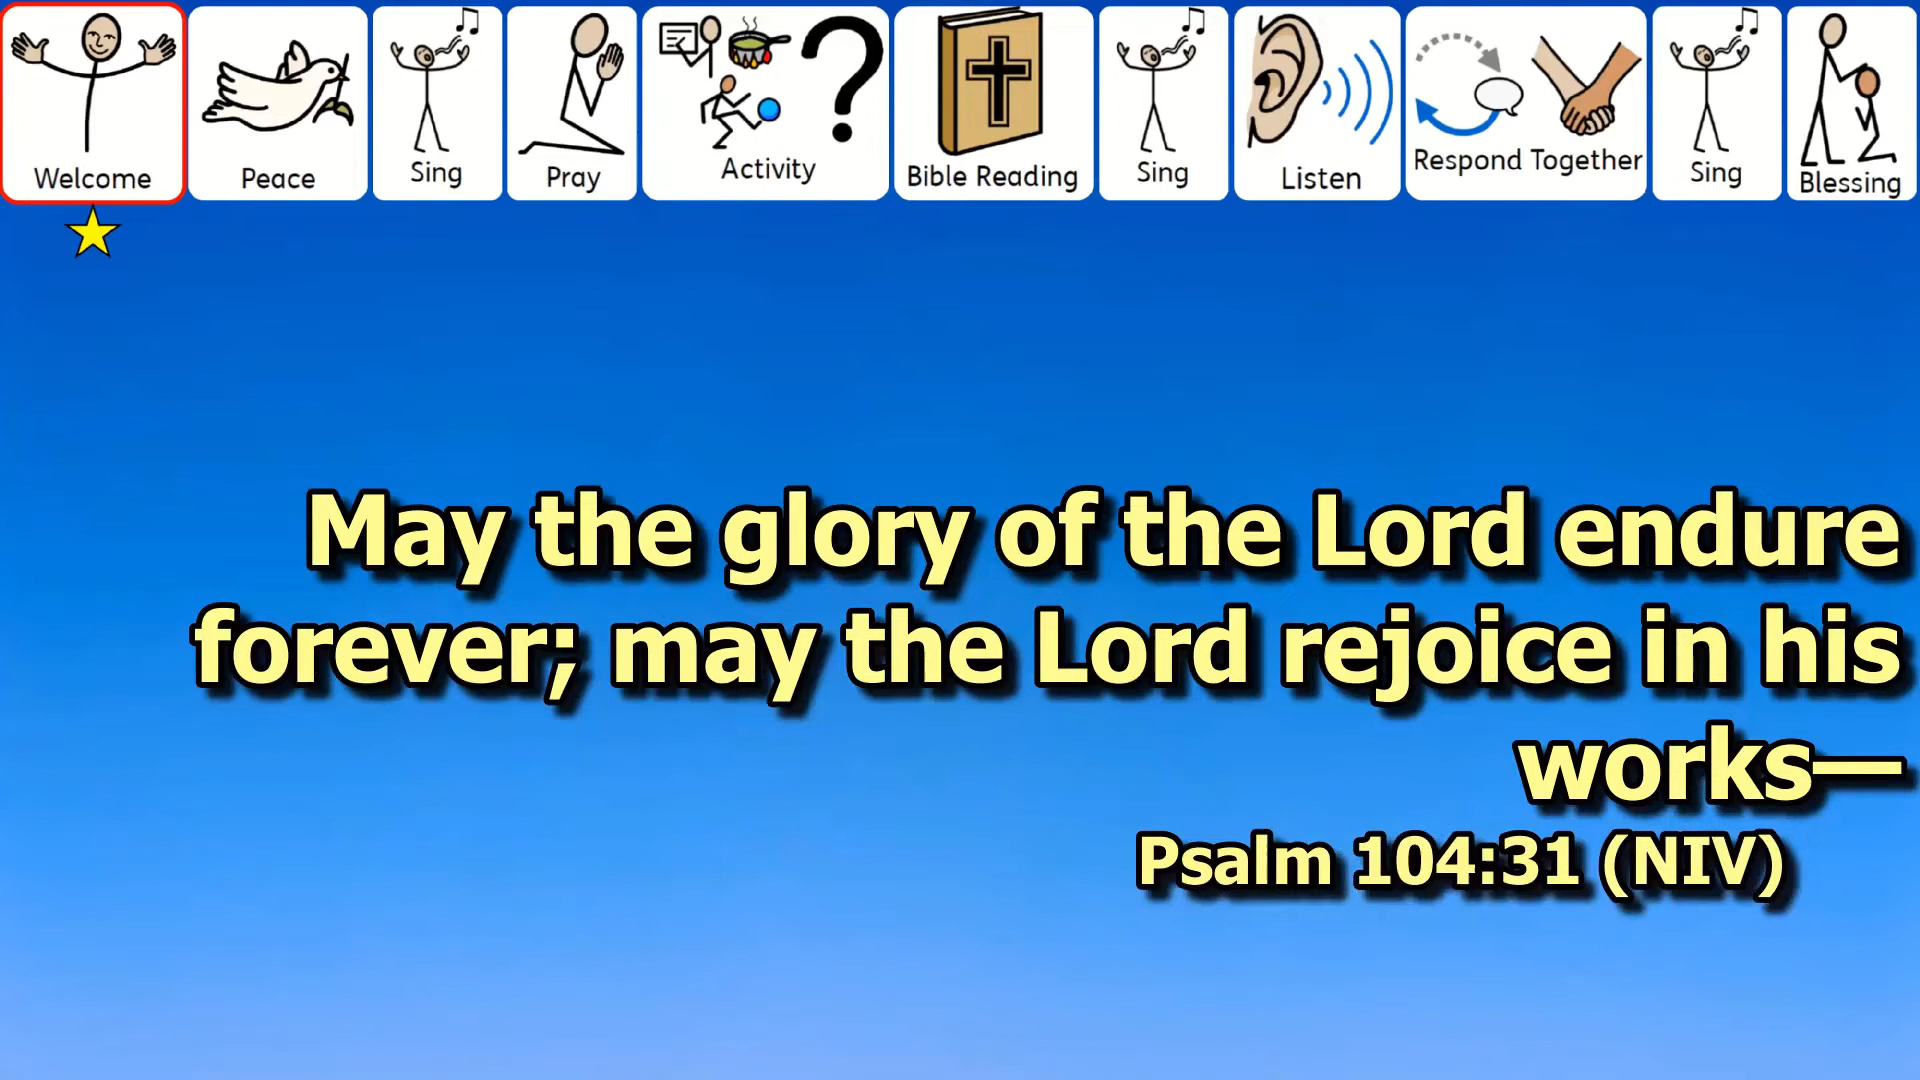 Welcome
Peace
Sing
Pray
Activity
Bible Reading
Sing
Listen
Respond Together
Sing
Blessing
May the glory of the Lord endure
forever; may the Lord rejoice in his
works—
Psalm 104:31 (NIV)